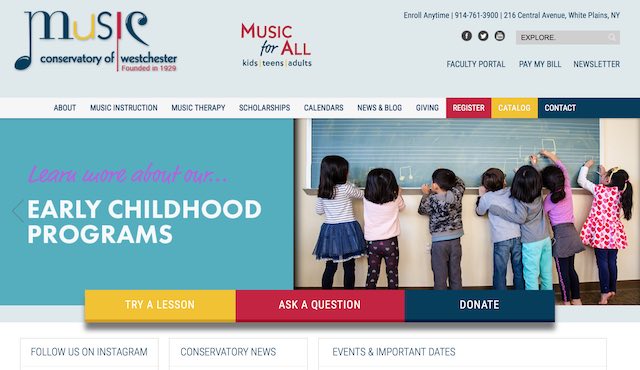 music
conservatory of westchester
Founded in 1929
MUSIC
for ALL
kids | teens | adults
Enroll Anytime | 914-761-3900 | 216 Central Avenue, White Plains, NY
EXPLORE.
FACULTY PORTAL PAY MY BILL NEWSLETTER
ABOUT MUSIC INSTRUCTION MUSIC THERAPY SCHOLARSHIPS CALENDARS NEWS & BLOG GIVING REGISTER CATALOG CONTACT
Learn more about our...
EARLY CHILDHOOD
PROGRAMS
TRY A LESSON ASK A QUESTION DONATE
FOLLOW US ON INSTAGRAM CONSERVATORY NEWS EVENTS & IMPORTANT DATES